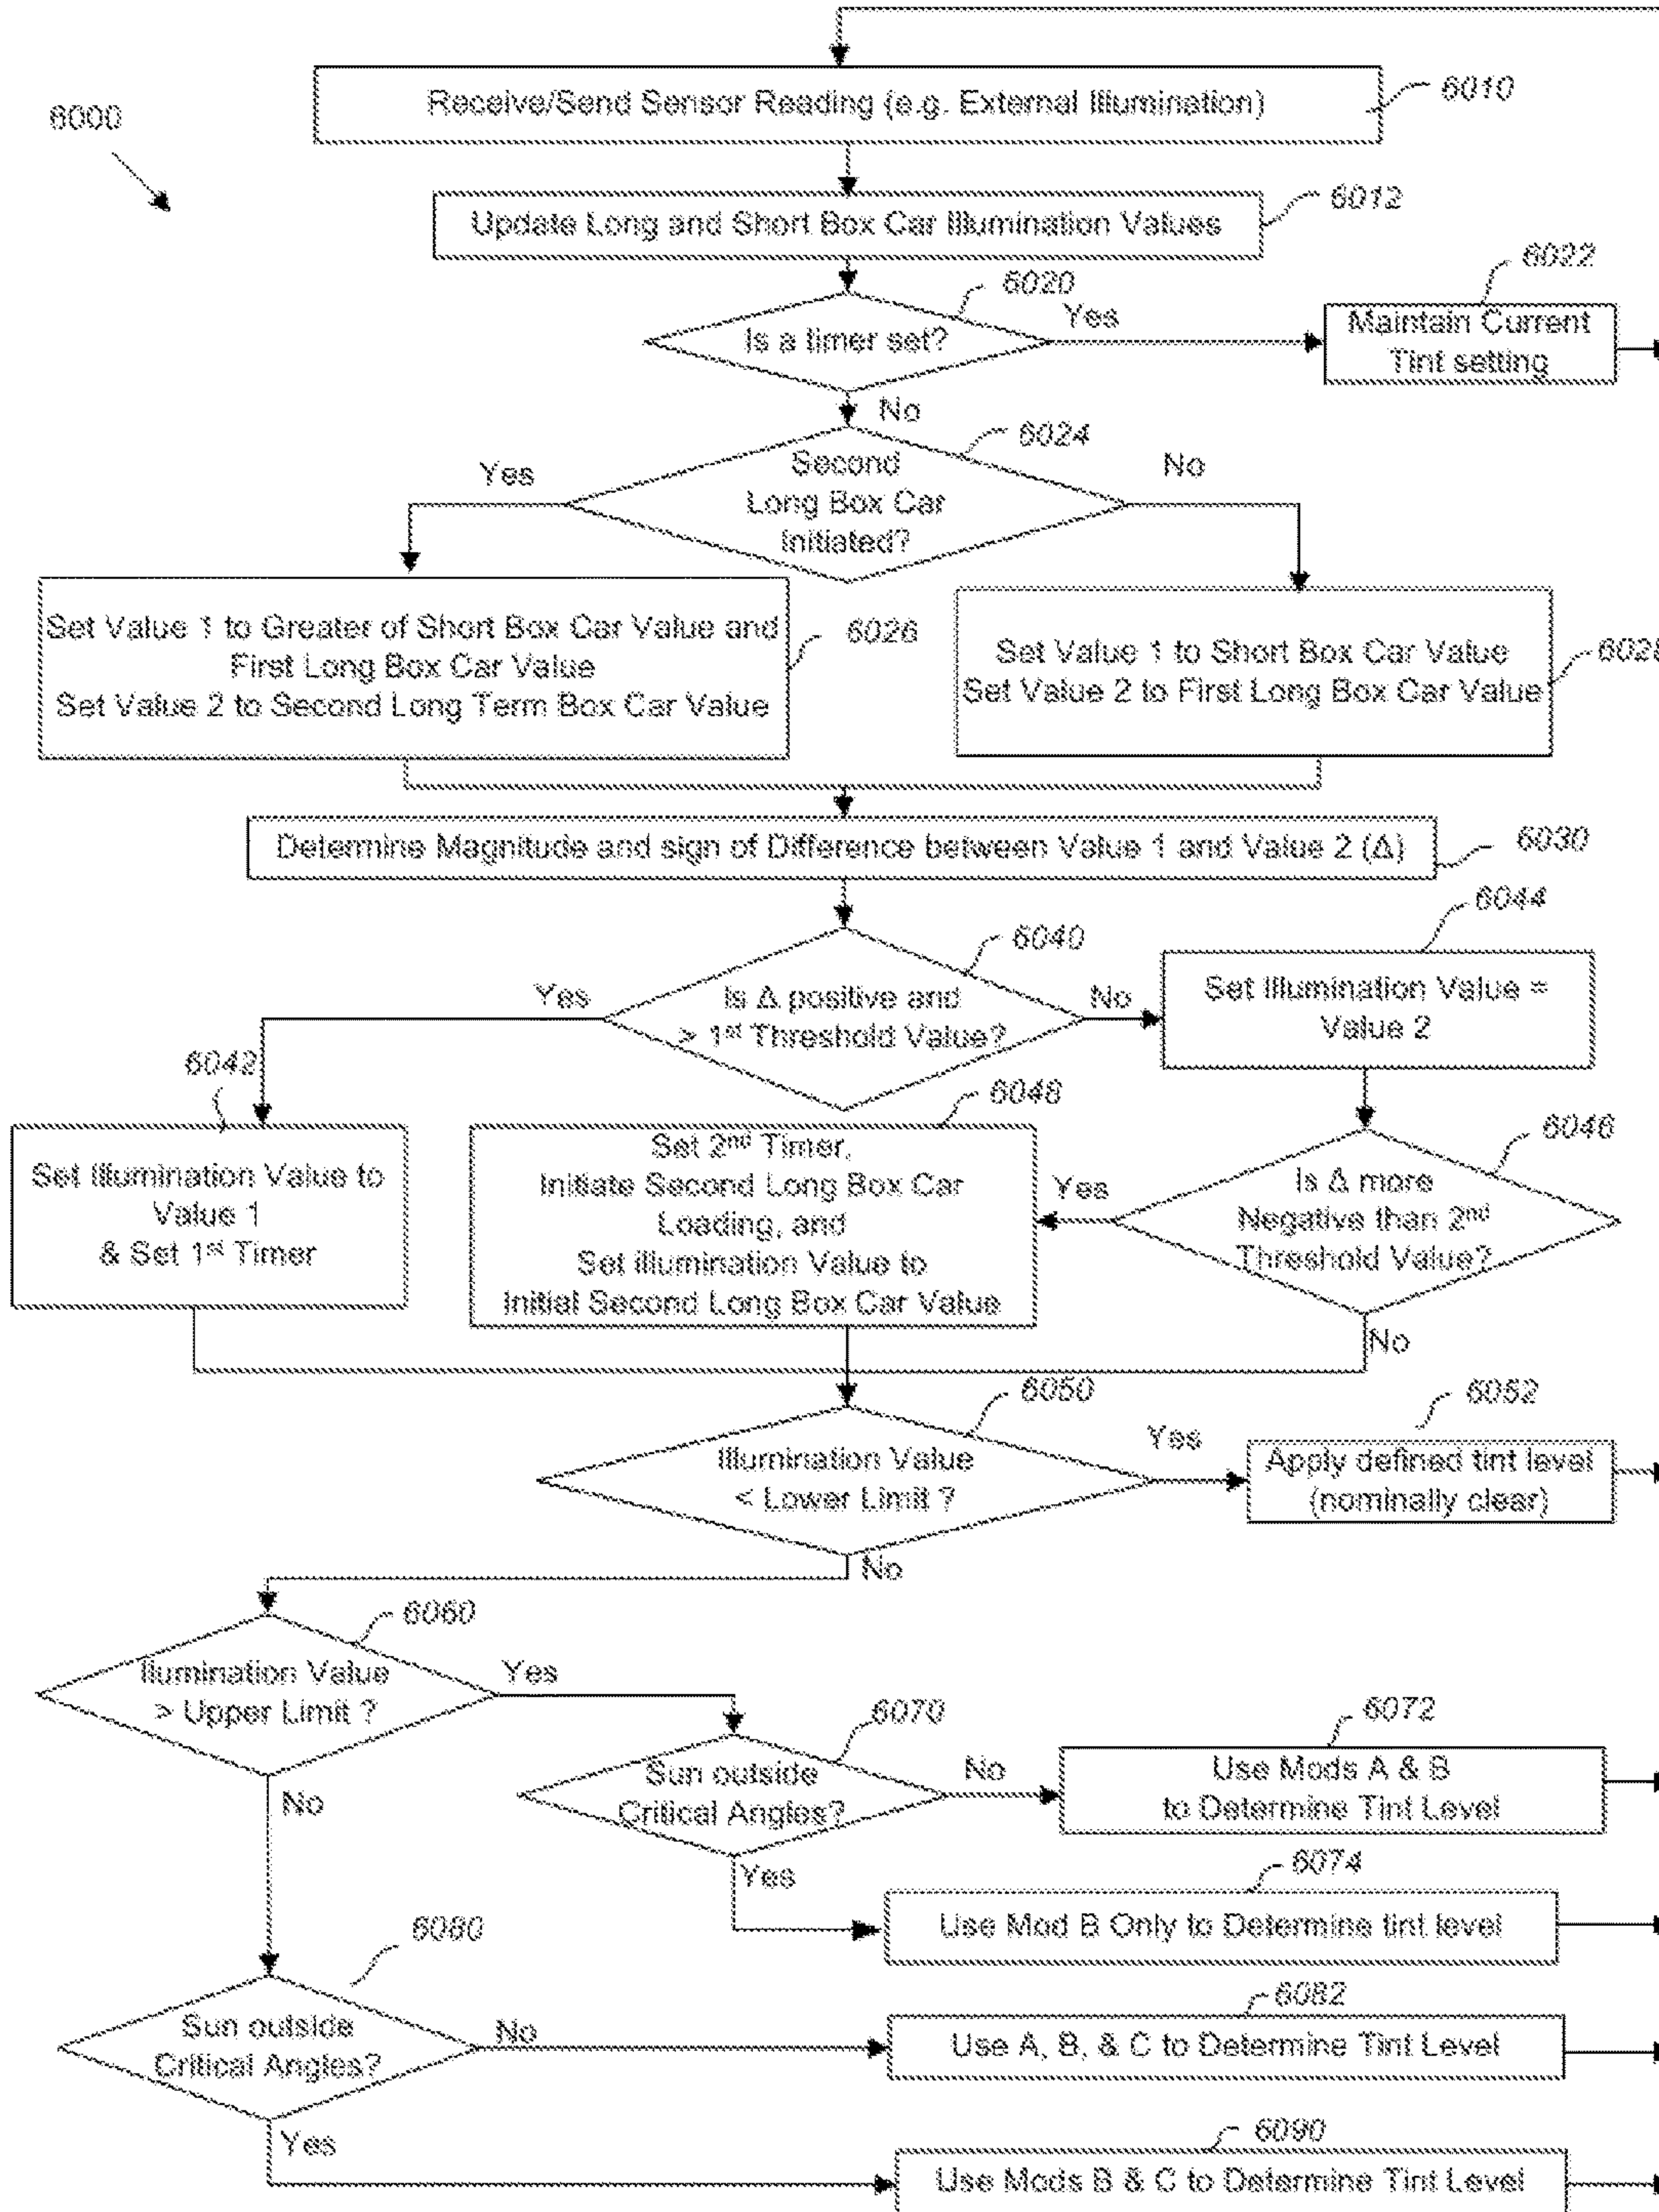 6000
Receive/Send Sensor Reading (e.g. External Illumination)
6010
Update Long and Short Box Car Illumination Values
6012
Is a timer set?
6020
Yes
Maintain Current
Tint setting
6022
No
Second
Long Box Car
Initiated?
6024
Yes
No
Set Value 1 to Greater of Short Box Car Value and
First Long Box Car Value
Set Value 2 to Second Long Term Box Car Value
6026
Set Value 1 to Short Box Car Value
Set Value 2 to First Long Box Car Value
6028
Determine Magnitude and sign of Difference between Value 1 and Value 2 (Δ)
6030
Is Δ positive and
> 1st Threshold Value?
6040
Yes
No
Set Illumination Value =
Value 2
6044
6042
Set Illumination Value to
Value 1
& Set 1st Timer
6048
Set 2nd Timer,
Initiate Second Long Box Car
Loading, and
Set illumination Value to
Initial Second Long Box Car Value
Yes
Is Δ more
Negative than 2nd
Threshold Value?
6046
No
Illumination Value
< Lower Limit ?
6050
Yes
Apply defined tint level
(nominally clear)
6052
No
Ilumination Value
> Upper Limit ?
6060
Yes
No
Sun outside
Critical Angles?
6070
No
Use Mods A & B
to Determine Tint Level
6072
Yes
Use Mod B Only to Determine tint level
6074
Sun outside
Critical Angles?
6080
No
Use A, B, & C to Determine Tint Level
6082
Yes
Use Mods B & C to Determine Tint Level
6090